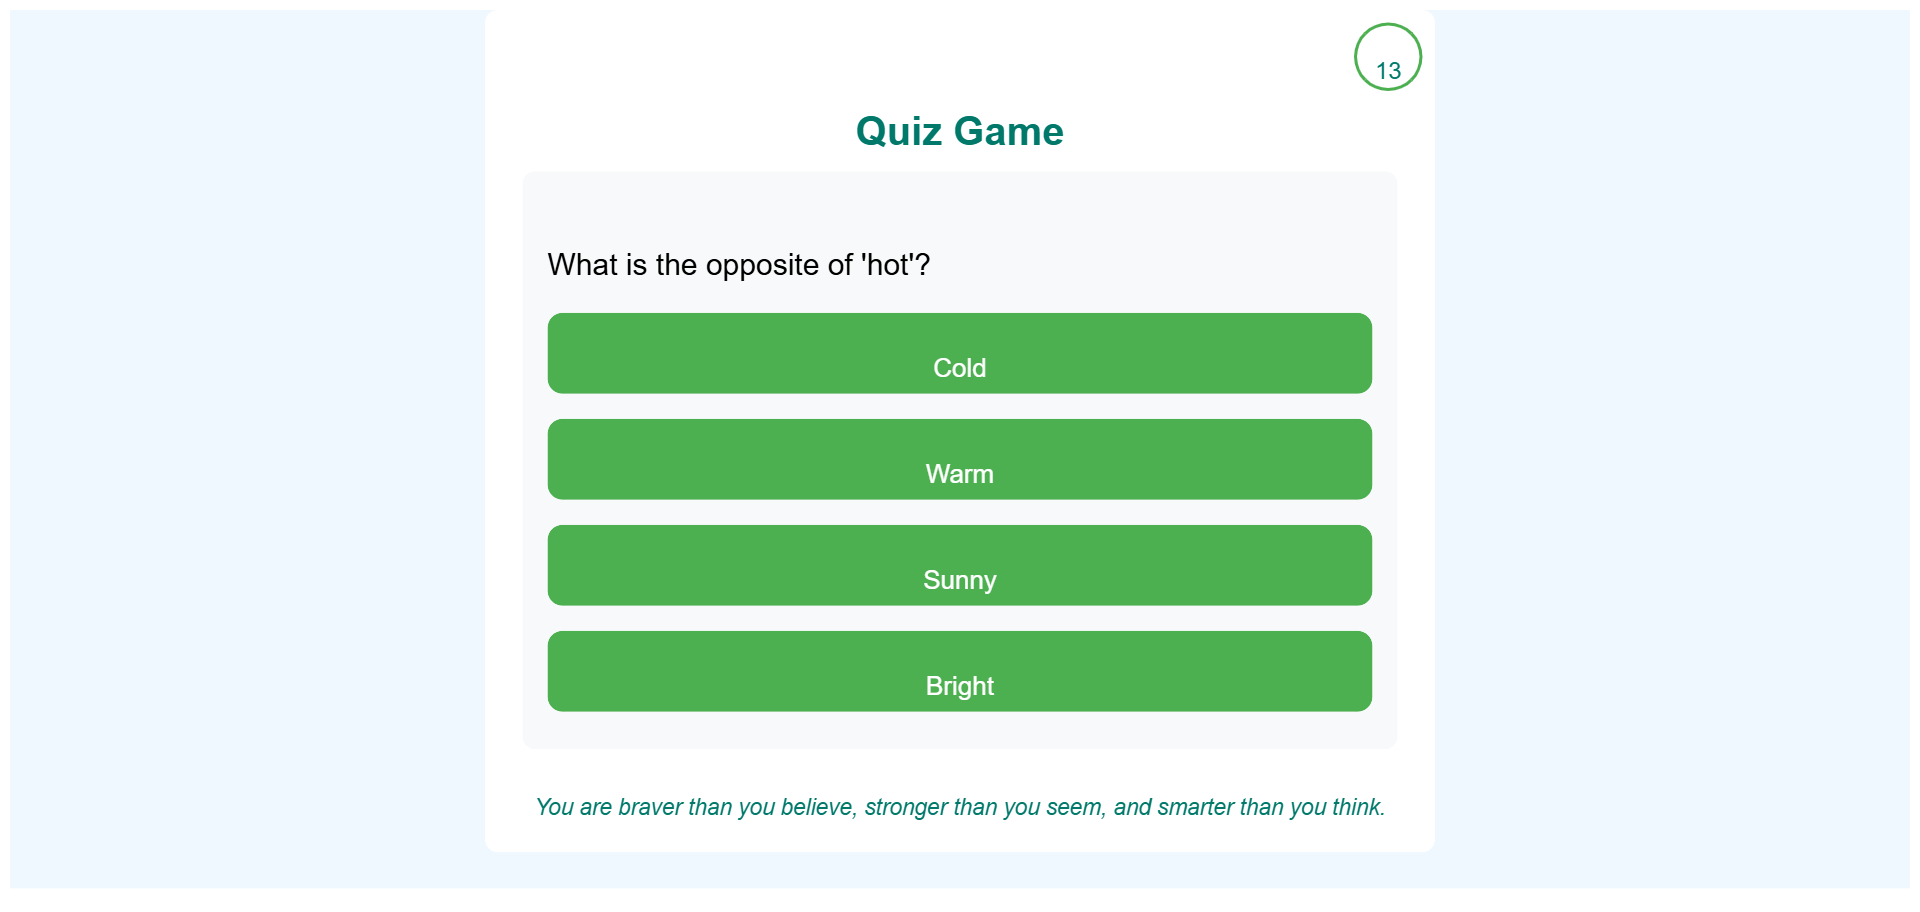 13
Quiz Game
What is the opposite of 'hot'?
Cold
Warm
Sunny
Bright
You are braver than you believe, stronger than you seem, and smarter than you think.